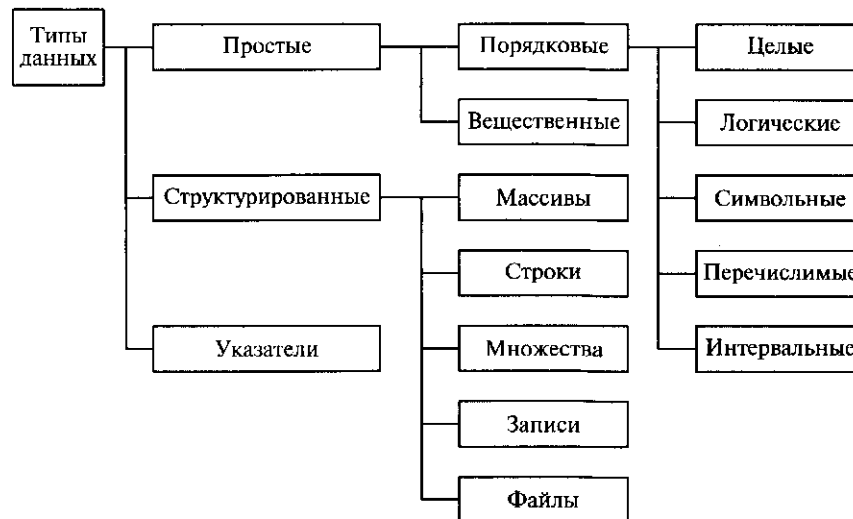 Типы
данных
Простые
Порядковые
Целые
Вещественные
Логические
Структурированные
Массивы
Символьные
Строки
Перечислимые
Указатели
Множества
Интервальные
Записи
Файлы